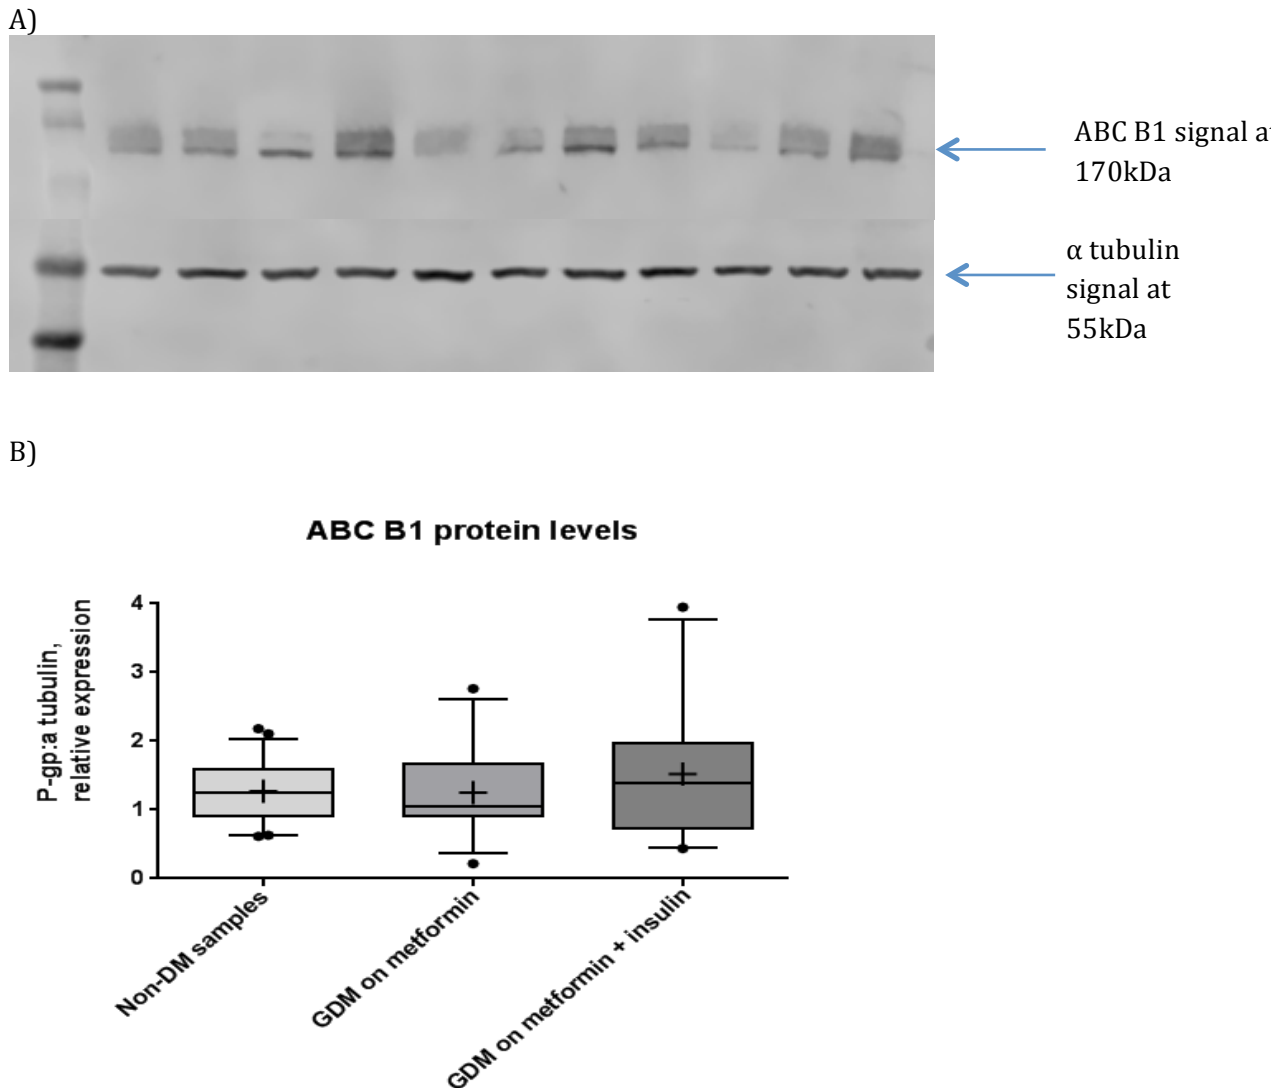 A)
ABC B1 signal at
170kDa
α tubulin
signal at
55kDa
B)
ABC B1 protein levels
P-gp:a tubulin,
relative expression
4
3
2
1
0
Non-DM samples
GDM on metformin
GDM on metformin + insulin